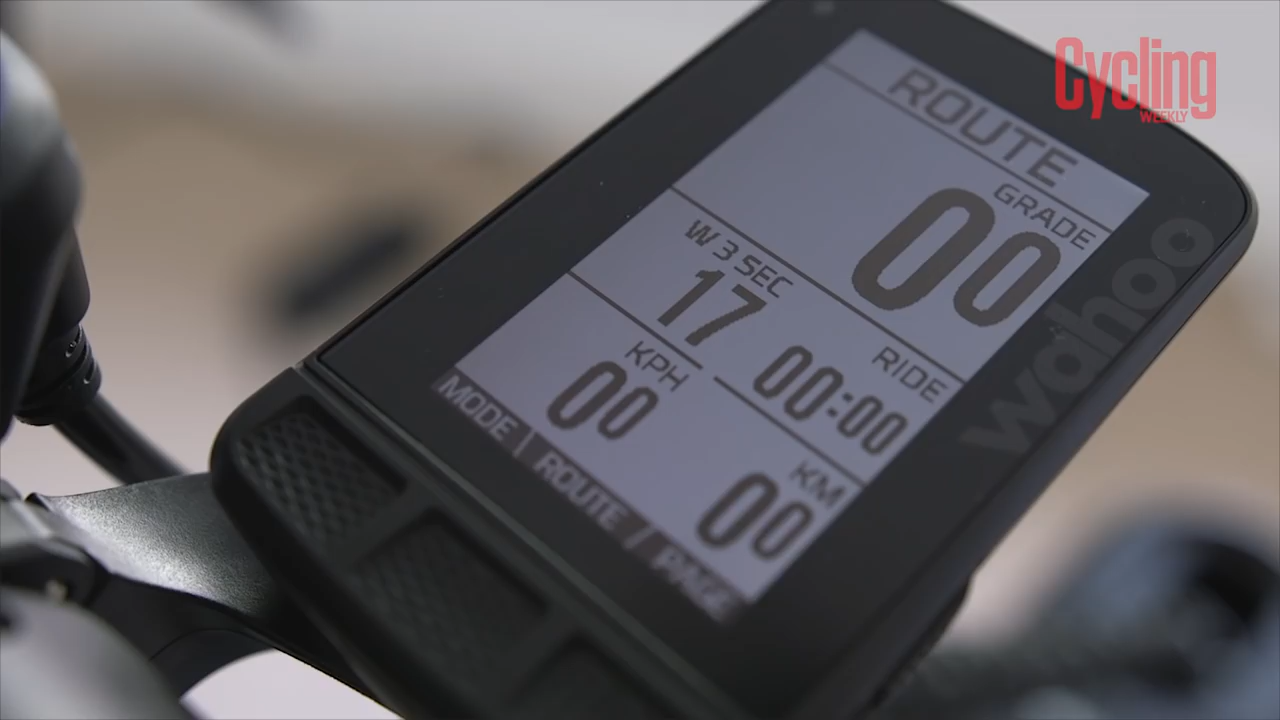 Cycling
WEEKLY
ROUTE
GRADE
00
W 3 SEC
17
RIDE
00:00
KPH
00
KM
00
MODE \ ROUTE / PAGE
wahoo